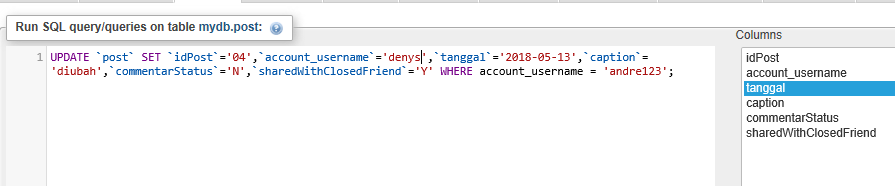 Run SQL query/queries on table mydb.post:
Columns
1 UPDATE `post` SET `idPost`='04',`account_username`='denys',`tanggal`='2018-05-13',`caption`=
'diubah',`commentarStatus`='N',`sharedWithClosedFriend`='Y' WHERE account_username = 'andre123';
idPost
account_username
tanggal
caption
commentarStatus
sharedWithClosedFriend